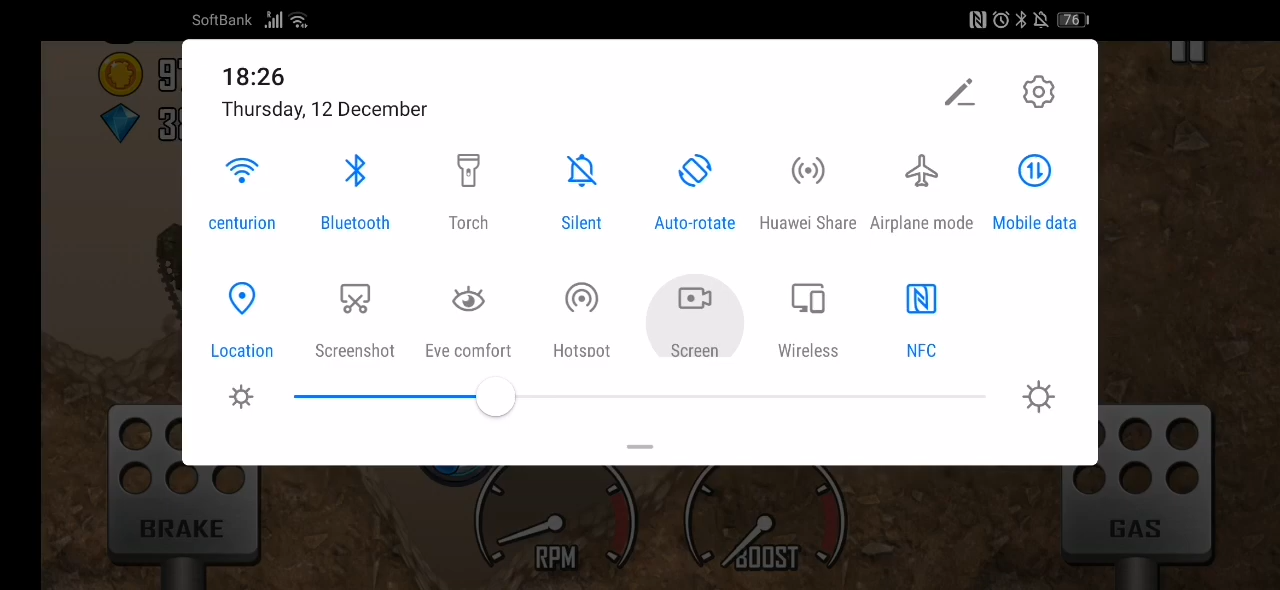 SoftBank 76
18:26
Thursday, 12 December
centurion Bluetooth Torch Silent Auto-rotate Huawei Share Airplane mode Mobile data
Location Screenshot Eye comfort Hotspot Screen Wireless NFC
BRAKE RPM BOOST GAS